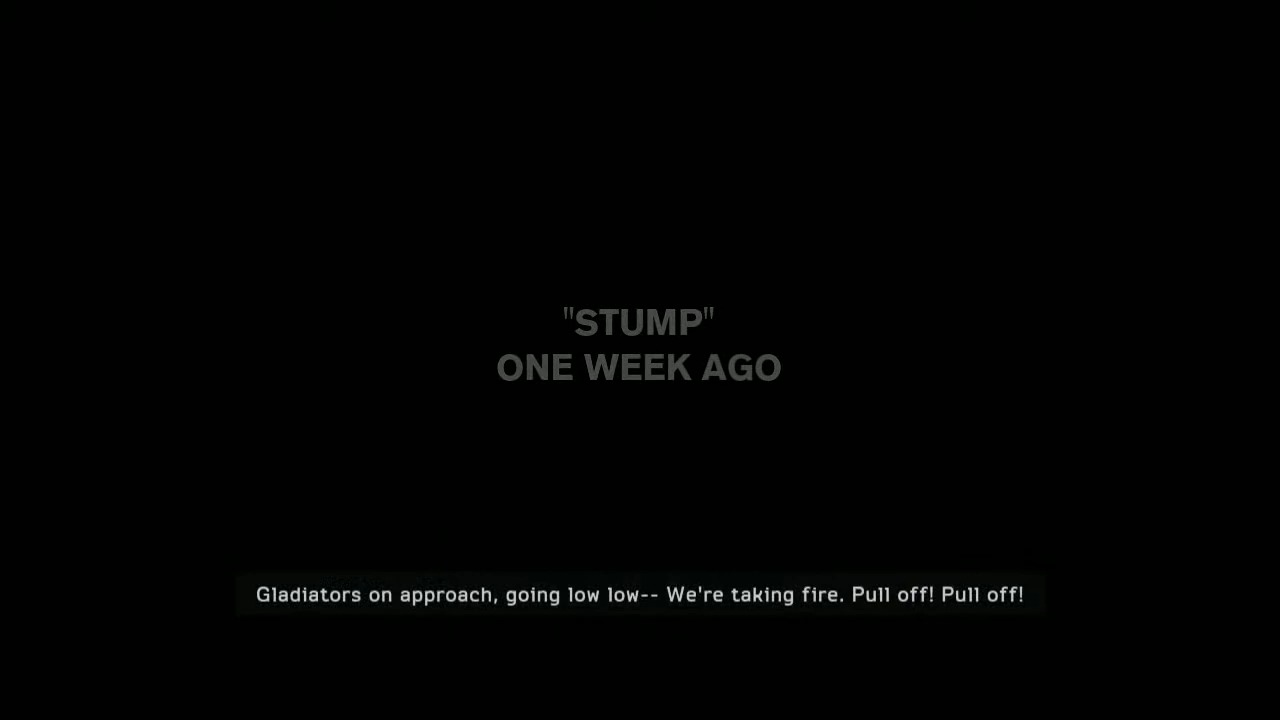 "STUMP"
ONE WEEK AGO
Gladiators on approach, going low low-- We're taking fire. Pull off! Pull off!